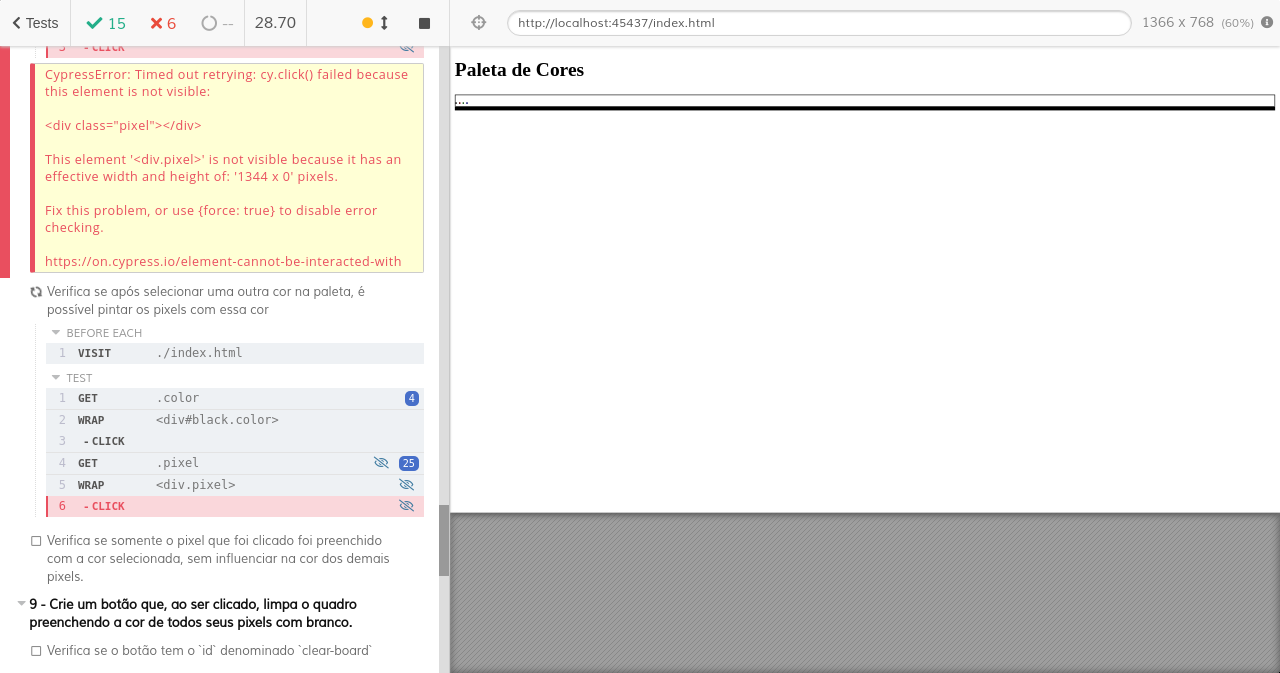 Tests 15 6 -- 28.70 http://localhost:45437/index.html 1366 x 768 (60%)
3 - CLICK
CypressError: Timed out retrying: cy.click() failed because
this element is not visible:
<div class="pixel"></div>
This element '<div.pixel>' is not visible because it has an
effective width and height of: '1344 x 0' pixels.
Fix this problem, or use {force: true} to disable error
checking.
https://on.cypress.io/element-cannot-be-interacted-with
Verifica se após selecionar uma outra cor na paleta, é
possível pintar os pixels com essa cor
BEFORE EACH
1 VISIT ./index.html
TEST
1 GET .color 4
2 WRAP <div#black.color>
3 - CLICK
4 GET .pixel 25
5 WRAP <div.pixel>
6 - CLICK
Verifica se somente o pixel que foi clicado foi preenchido
com a cor selecionada, sem influenciar na cor dos demais
pixels.
9 - Crie um botão que, ao ser clicado, limpa o quadro
preenchendo a cor de todos seus pixels com branco.
Verifica se o botão tem o `id` denominado `clear-board`
Paleta de Cores
....